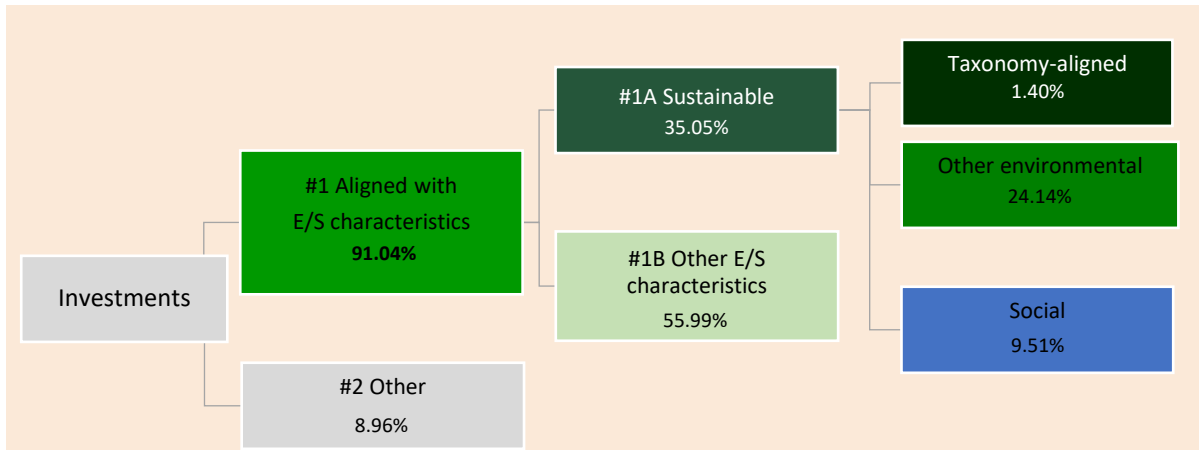 Investments
#1 Aligned with
E/S characteristics
91.04%
#2 Other
8.96%
#1A Sustainable
35.05%
#1B Other E/S
characteristics
55.99%
Taxonomy-aligned
1.40%
Other environmental
24.14%
Social
9.51%